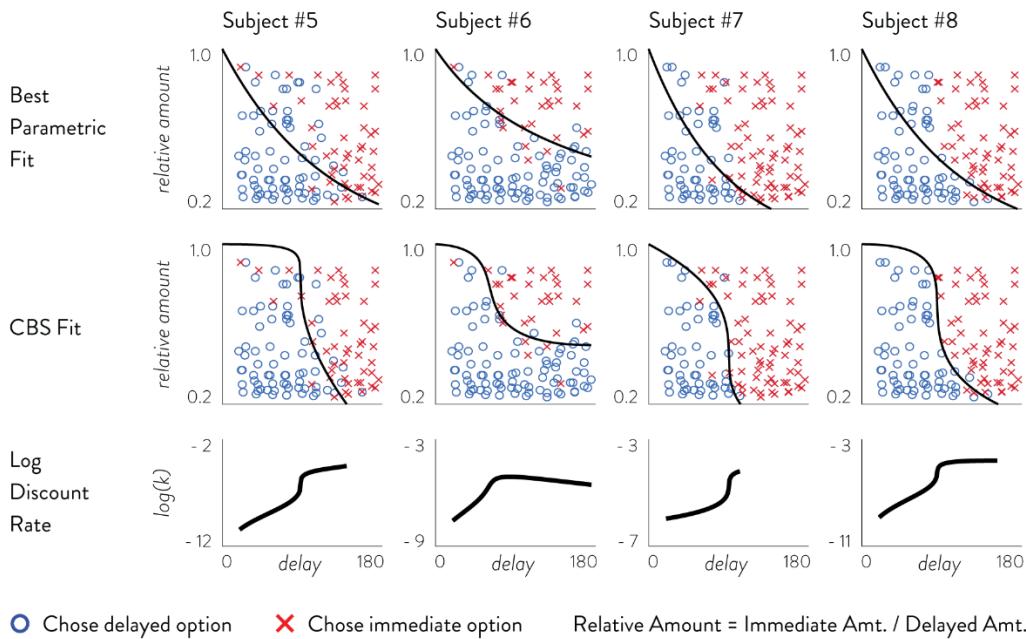 Subject #5 Subject #6 Subject #7 Subject #8
Best
Parametric
Fit
relative amount
1.0
0.2
1.0
0.2
1.0
0.2
1.0
0.2
CBS Fit
relative amount
1.0
0.2
1.0
0.2
1.0
0.2
1.0
0.2
Log
Discount
Rate
log(k)
- 2
- 12
- 3
- 9
- 3
- 7
- 3
- 11
0 delay 180
0 delay 180
0 delay 180
0 delay 180
Chose delayed option Chose immediate option Relative Amount = Immediate Amt. / Delayed Amt.